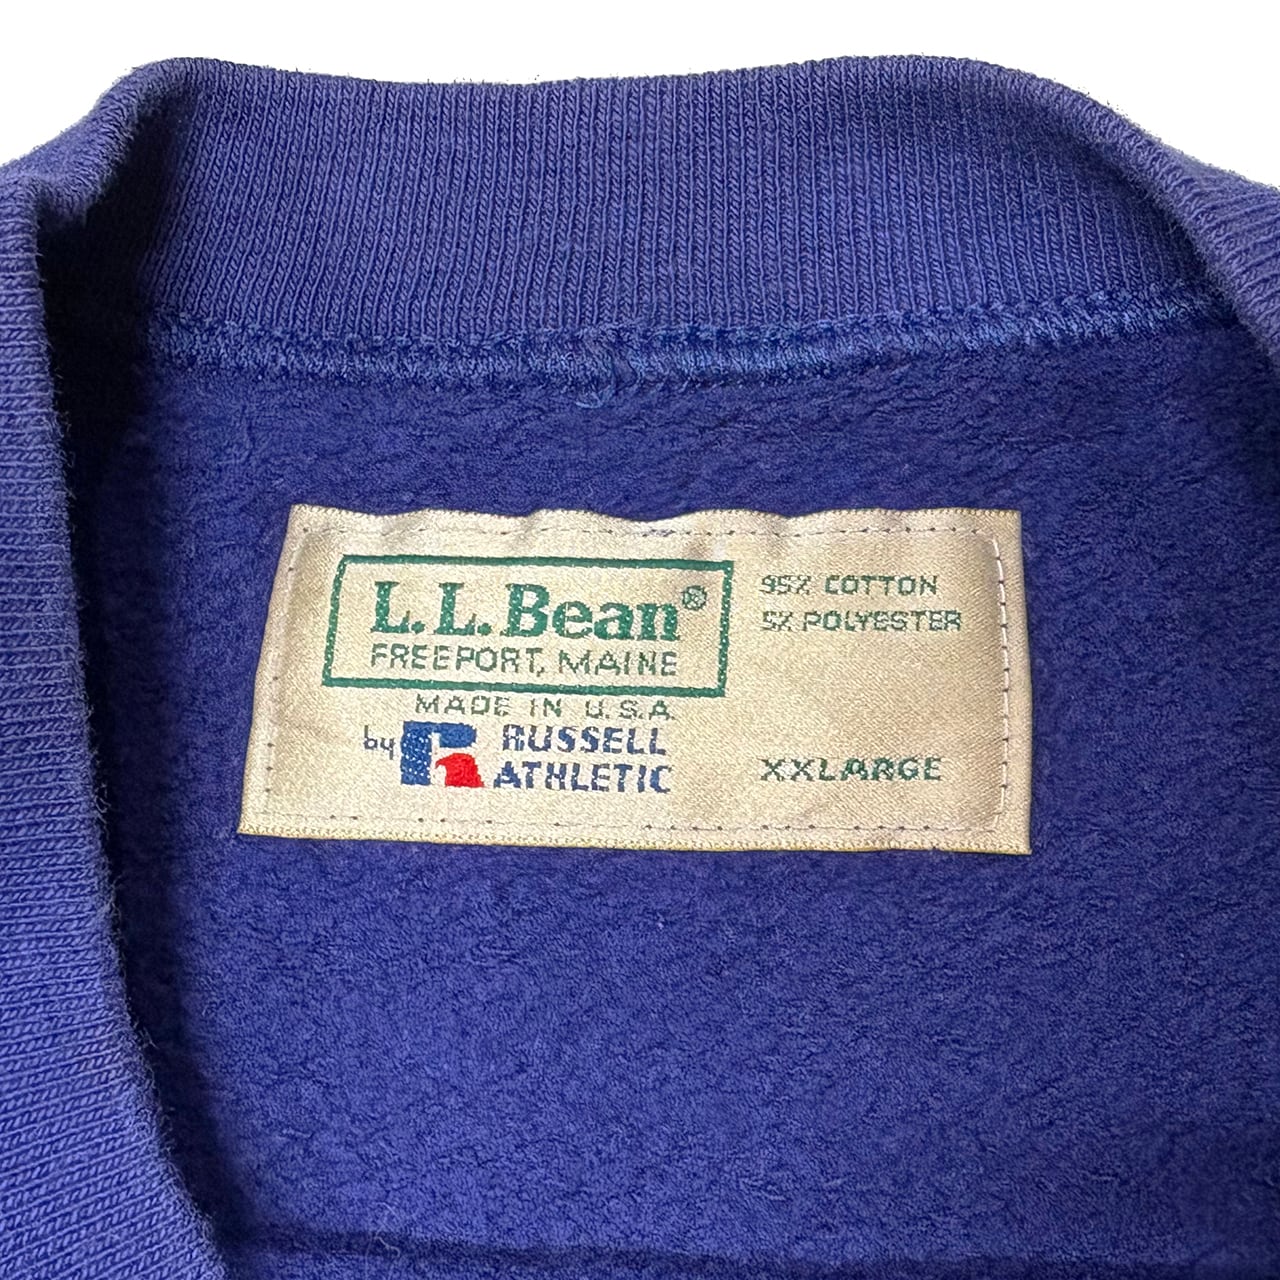 L.L.Bean®
FREEPORT, MAINE
MADE IN U.S.A.
by R RUSSELL
ATHLETIC
95% COTTON
5% POLYESTER
XXLARGE